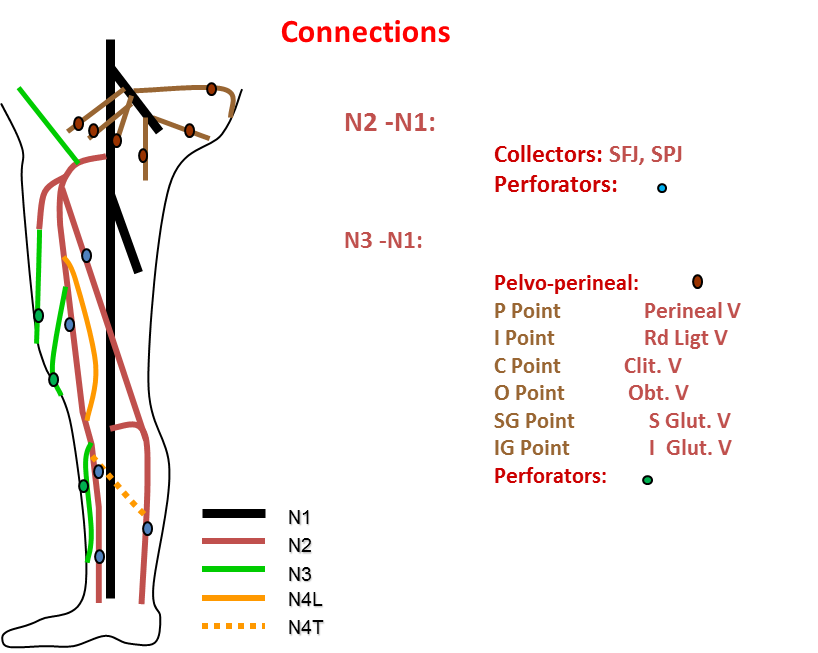 Connections
N2 -N1:
Collectors: SFJ, SPJ
Perforators:
N3 -N1:
Pelvo-perineal:
P Point Perineal V
I Point Rd Ligt V
C Point Clit. V
O Point Obt. V
SG Point S Glut. V
IG Point I Glut. V
Perforators:
N1
N2
N3
N4L
N4T